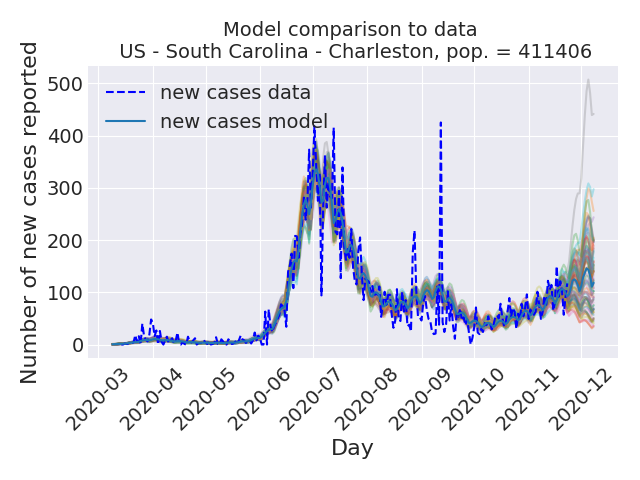 Model comparison to data
US - South Carolina - Charleston, pop. = 411406
Number of new cases reported
500
400
300
200
100
0
new cases data
new cases model
2020-03
2020-04
2020-05
2020-06
2020-07
2020-08
2020-09
2020-10
2020-11
2020-12
Day